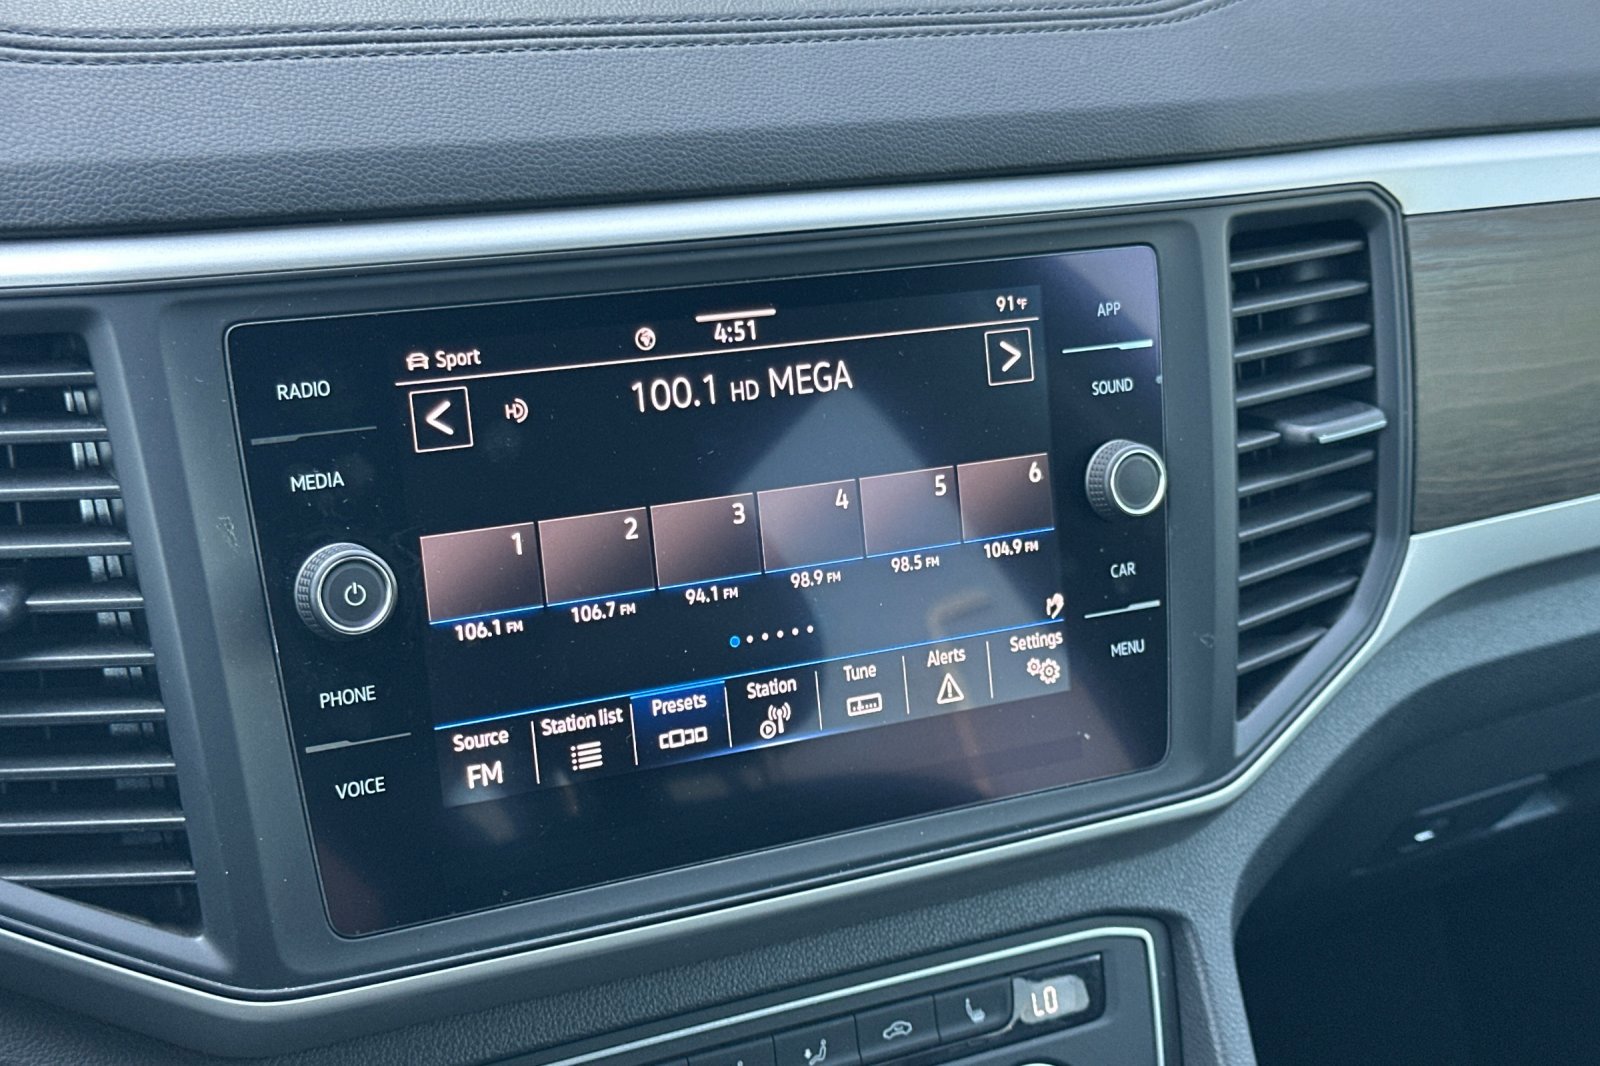 Sport
4:51
91°F
100.1 HD MEGA
HD
RADIO
MEDIA
PHONE
VOICE
APP
SOUND
CAR
MENU
1
2
3
4
5
6
106.1 FM
106.7 FM
94.1 FM
98.9 FM
98.5 FM
104.9 FM
Source
FM
Station list
Presets
Station
Tune
Alerts
Settings
LO